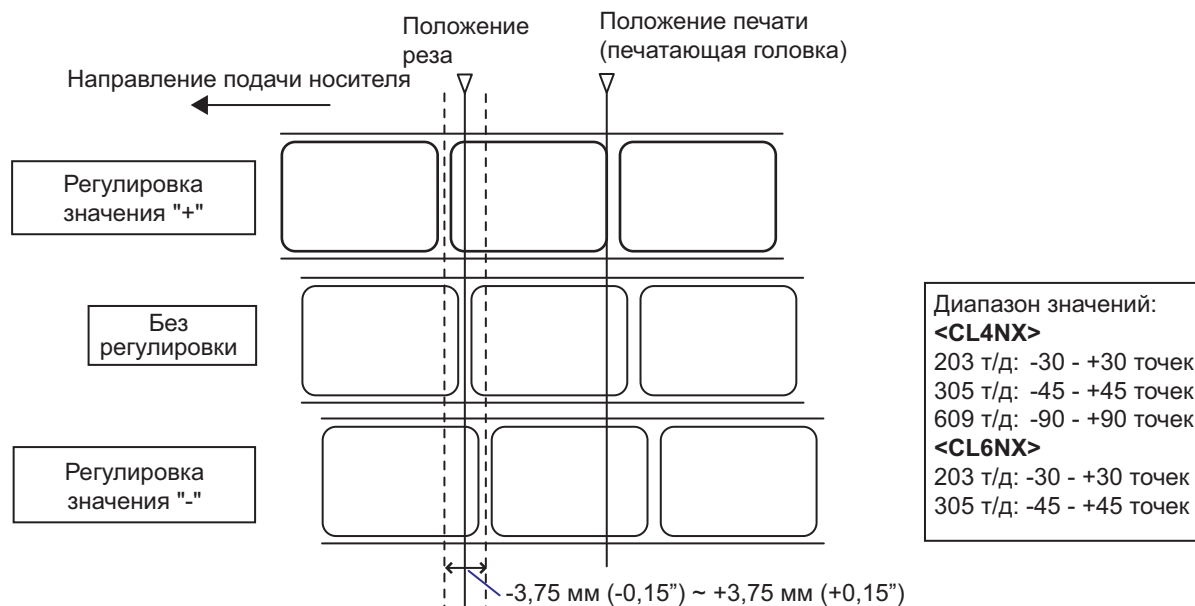 Положение
реза
Положение печати
(печатающая головка)
Направление подачи носителя
Регулировка
значения "+"
Без
регулировки
Регулировка
значения "-"
-3,75 мм (-0,15”) ~ +3,75 мм (+0,15”)
Диапазон значений:
<CL4NX>
203 т/д: -30 - +30 точек
305 т/д: -45 - +45 точек
609 т/д: -90 - +90 точек
<CL6NX>
203 т/д: -30 - +30 точек
305 т/д: -45 - +45 точек